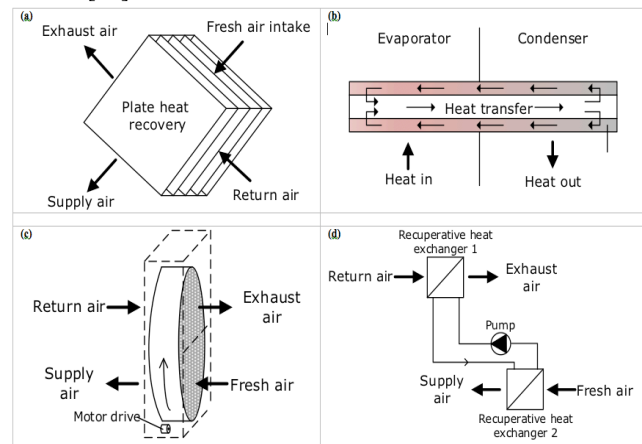 (a)
Exhaust air
Fresh air intake
Plate heat
recovery
Supply air
Return air
(b)
Evaporator
Condenser
Heat transfer
Heat in
Heat out
(c)
Return air
Exhaust
air
Supply
air
Fresh air
Motor drive
(d)
Recuperative heat
exchanger 1
Return air
Exhaust
air
Pump
Supply
air
Fresh air
Recuperative heat
exchanger 2